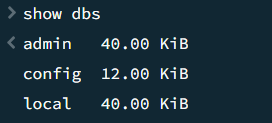 > show dbs
< admin   40.00 KiB
config  12.00 KiB
local   40.00 KiB